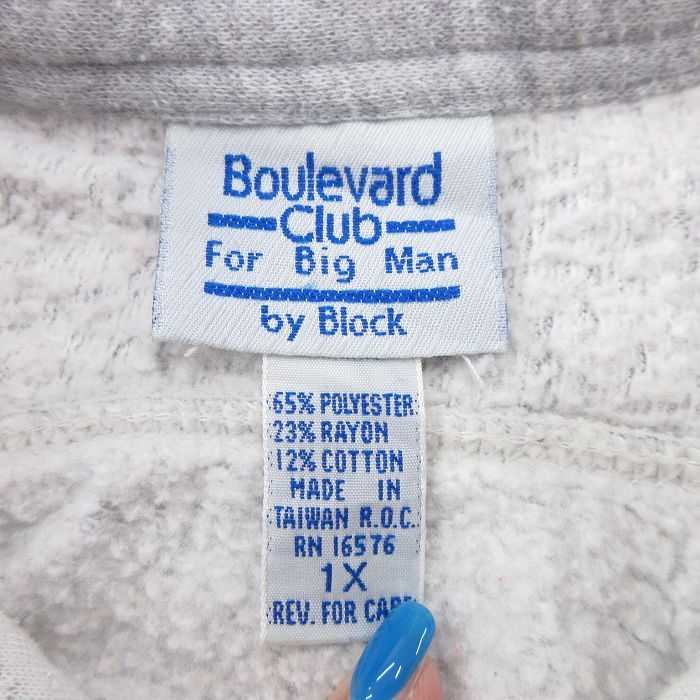 Boulevard
Club
For Big Man
by Block
65% POLYESTER
23% RAYON
12% COTTON
MADE IN
TAIWAN R.O.C.
RN 16576
1X
REV. FOR CARE